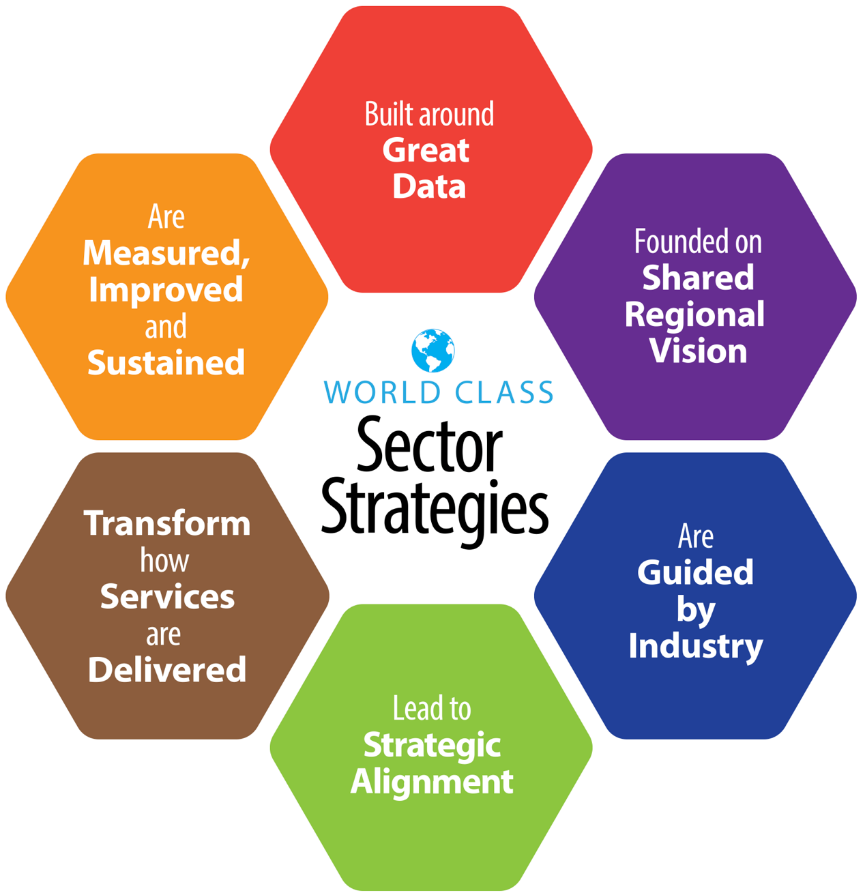 Built around
Great
Data
Founded on
Shared
Regional
Vision
Are
Guided
by
Industry
Lead to
Strategic
Alignment
Transform
how
Services
are
Delivered
Are
Measured,
Improved
and
Sustained
WORLD CLASS
Sector
Strategies